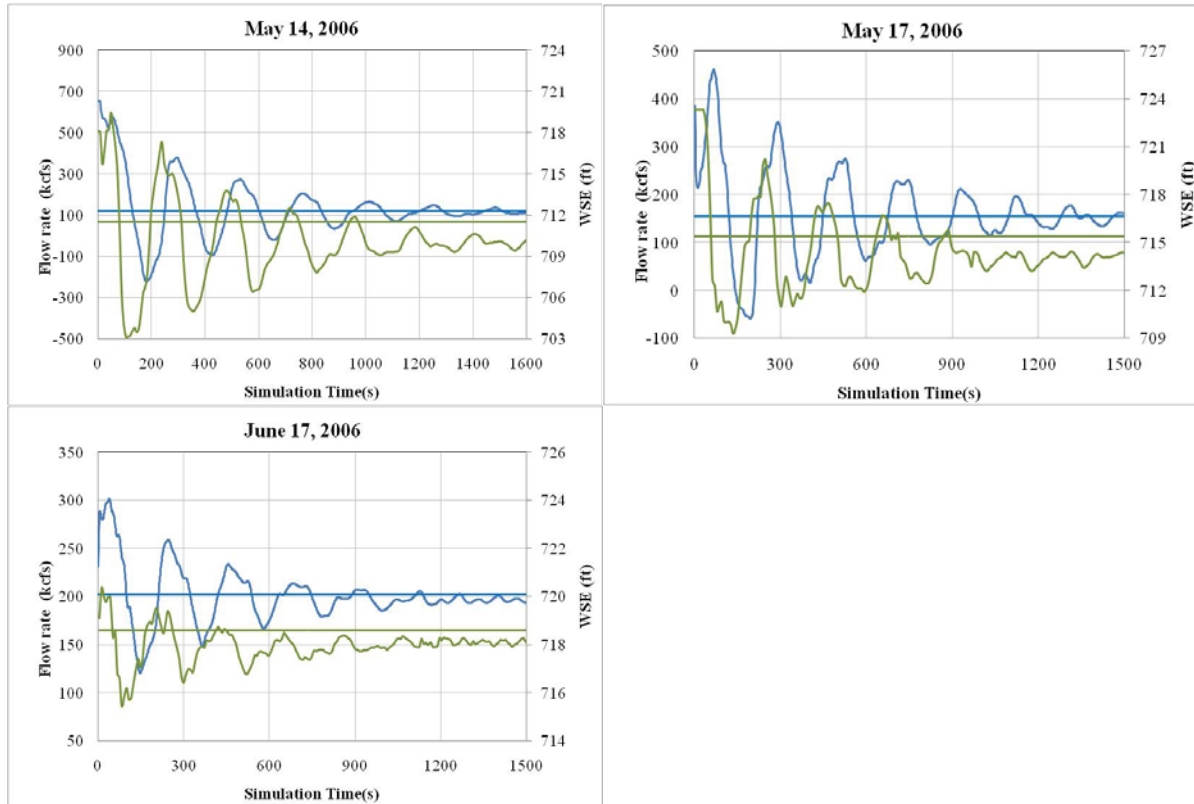 May 14, 2006
900
700
500
300
100
-100
-300
-500
Flow rate (kcfs)
724
721
718
715
712
709
706
703
WSE (ft)
0 200 400 600 800 1000 1200 1400 1600
Simulation Time(s)
May 17, 2006
500
400
300
200
100
0
-100
Flow rate (kcfs)
727
724
721
718
715
712
709
WSE (ft)
0 300 600 900 1200 1500
Simulation Time(s)
June 17, 2006
350
300
250
200
150
100
50
Flow rate (kcfs)
726
724
722
720
718
716
714
WSE (ft)
0 300 600 900 1200 1500
Simulation Time(s)